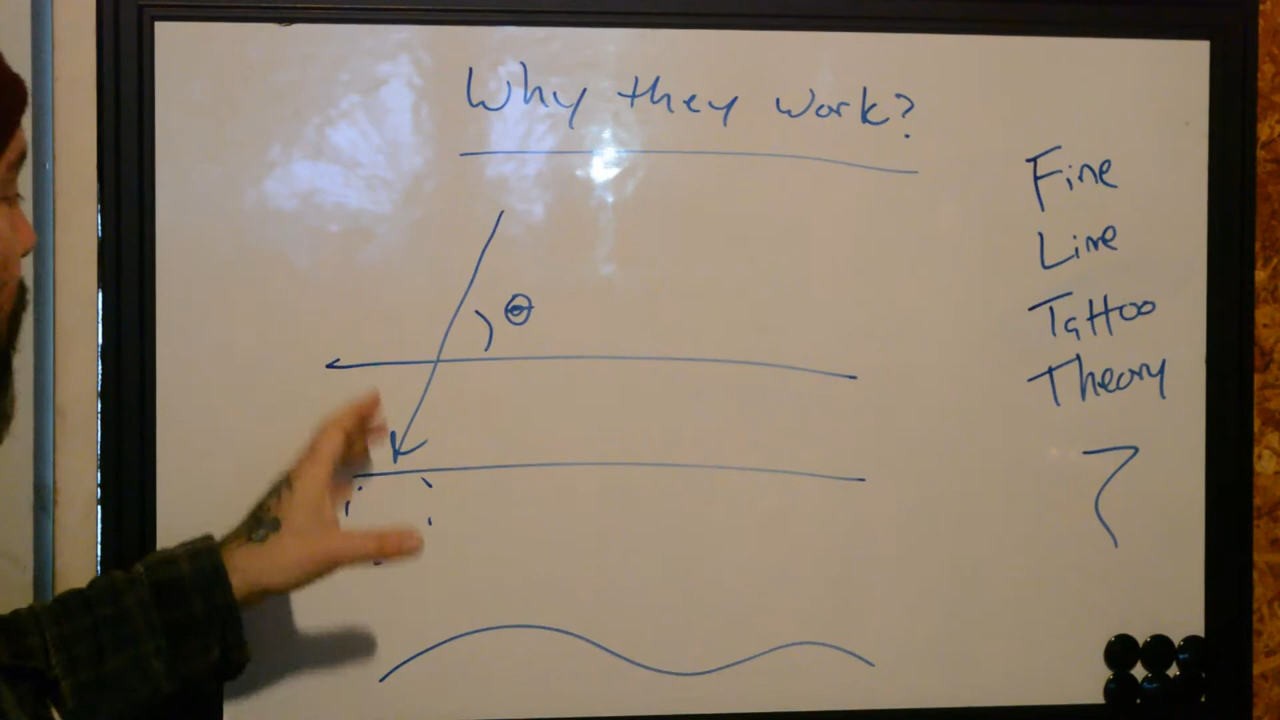 Why they work?
θ
Fine
Line
Tattoo
Theory